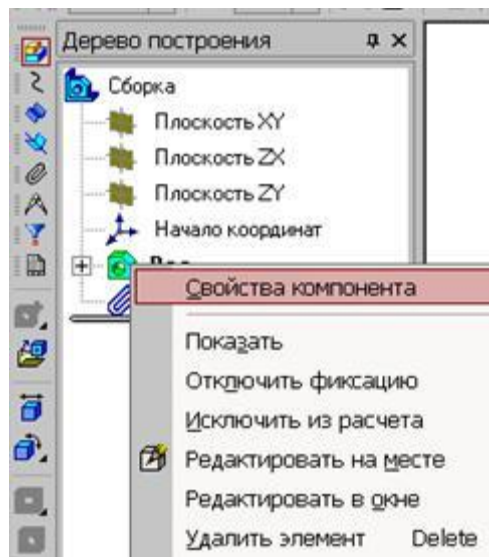 Дерево построения
Сборка
Плоскость XY
Плоскость ZX
Плоскость ZY
Начало координат
Свойства компонента
Показать
Отключить фиксацию
Исключить из расчета
Редактировать на месте
Редактировать в окне
Удалить элемент Delete